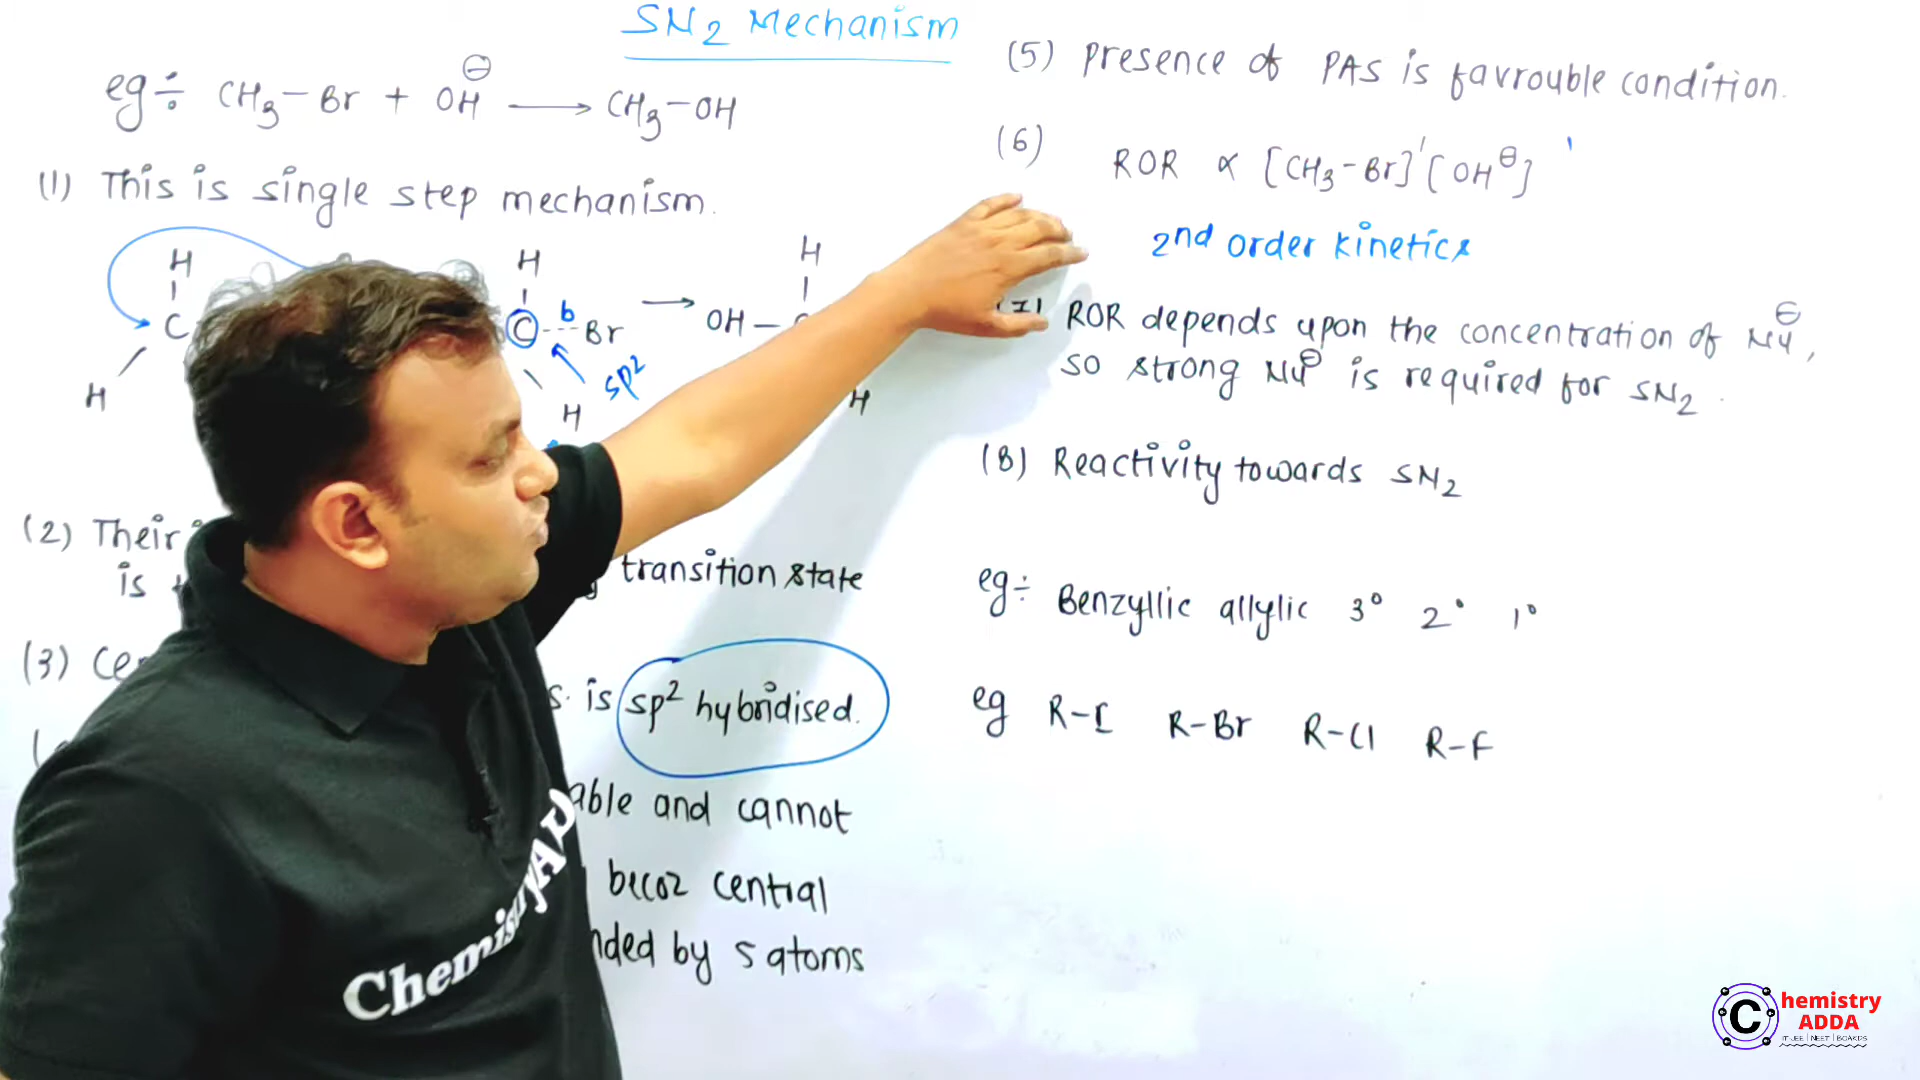 SN2 Mechanism
eg ÷ CH3-Br + OH⊖ ⟶ CH3-OH
(1) This is single step mechanism.
H H H
C C b Br ⟶ OH - C
H H sp2 H
(2) Their
is transition state
(3) Ce s. is sp2 hybridised.
able and cannot
becoz central
nded by 5 atoms
(5) presence of PAS is favrouble condition.
(6) ROR ∝ [CH3-Br]' [OH⊖] '
2nd order kinetics
(7) ROR depends upon the concentration of Nu⊖,
so strong Nu⊖ is required for SN2.
(8) Reactivity towards SN2
eg ÷ Benzyllic allylic 3° 2° 1°
eg R-I R-Br R-Cl R-F
ChemistryAD
Chemistry
ADDA
IIT-JEE | NEET | BOARDS